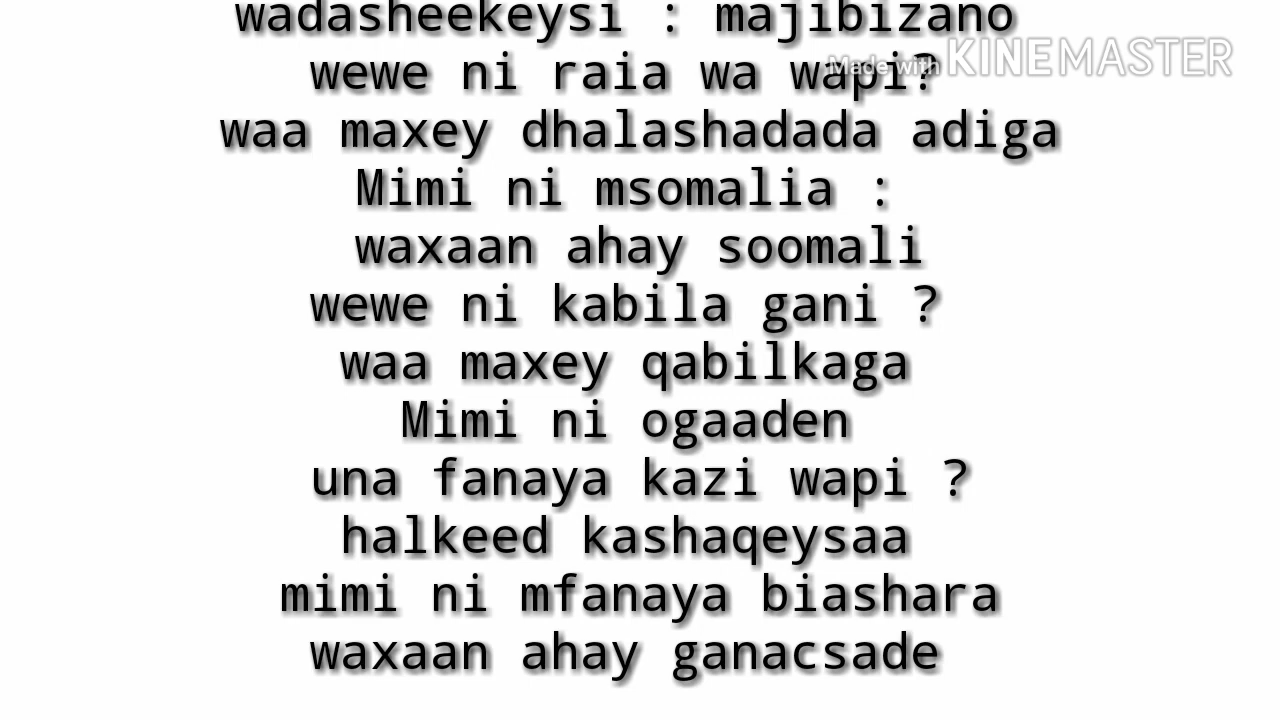 wadasheekeysi : majibizano
wewe ni raia wa wapi?
Made with KINEMASTER
waa maxey dhalashadada adiga
Mimi ni msomalia :
waxaan ahay soomali
wewe ni kabila gani ?
waa maxey qabilkaga
Mimi ni ogaaden
una fanaya kazi wapi ?
halkeed kashaqeysaa
mimi ni mfanaya biashara
waxaan ahay ganacsade